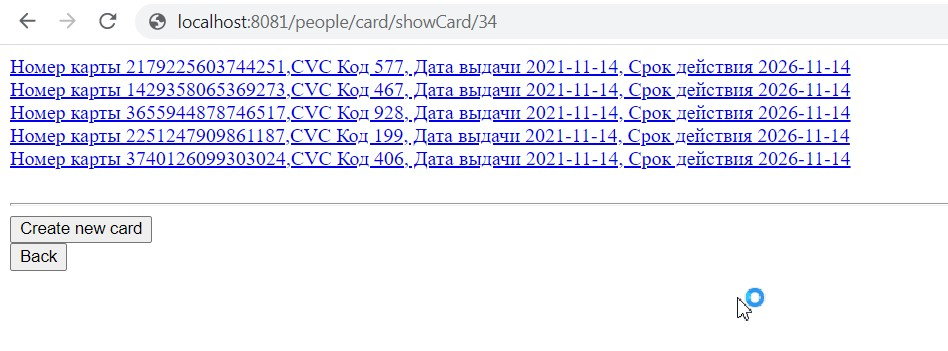 localhost:8081/people/card/showCard/34
Номер карты 2179225603744251,CVC Код 577, Дата выдачи 2021-11-14, Срок действия 2026-11-14
Номер карты 1429358065369273,CVC Код 467, Дата выдачи 2021-11-14, Срок действия 2026-11-14
Номер карты 3655944878746517,CVC Код 928, Дата выдачи 2021-11-14, Срок действия 2026-11-14
Номер карты 2251247909861187,CVC Код 199, Дата выдачи 2021-11-14, Срок действия 2026-11-14
Номер карты 3740126099303024,CVC Код 406, Дата выдачи 2021-11-14, Срок действия 2026-11-14
Create new card
Back